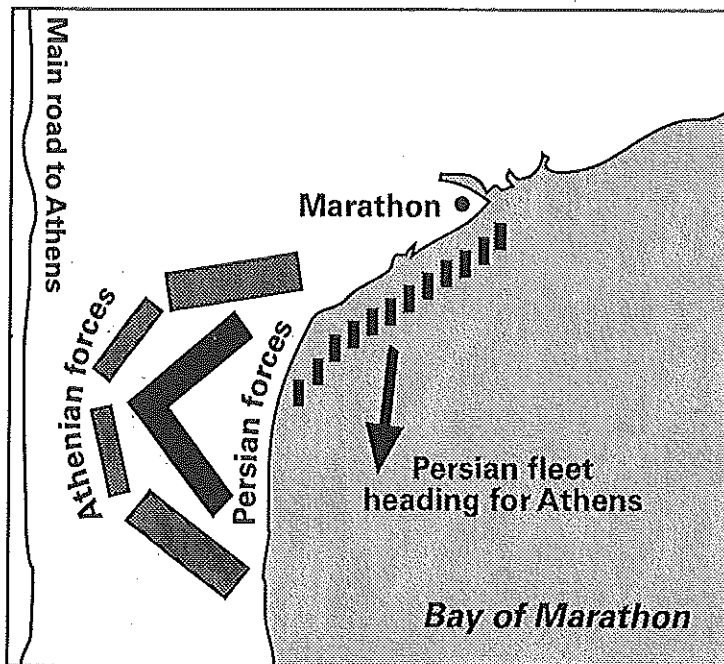 Main road to Athens
Marathon
Athenian forces
Persian forces
Persian fleet
heading for Athens
Bay of Marathon